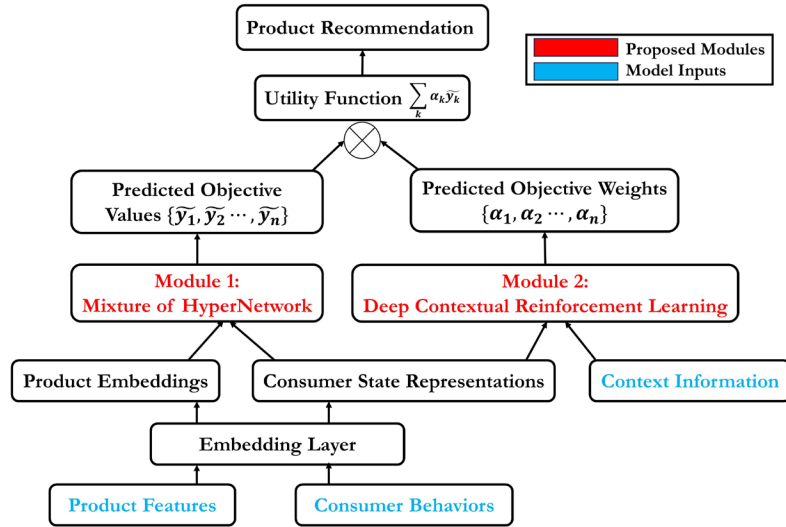 Product Recommendation
Proposed Modules
Model Inputs
Utility Function ∑ₖ αₖỹₖ
Predicted Objective
Values {ỹ₁, ỹ₂ ⋯, ỹₙ}
Predicted Objective Weights
{α₁, α₂ ⋯, αₙ}
Module 1:
Mixture of HyperNetwork
Module 2:
Deep Contextual Reinforcement Learning
Product Embeddings
Consumer State Representations
Context Information
Embedding Layer
Product Features
Consumer Behaviors